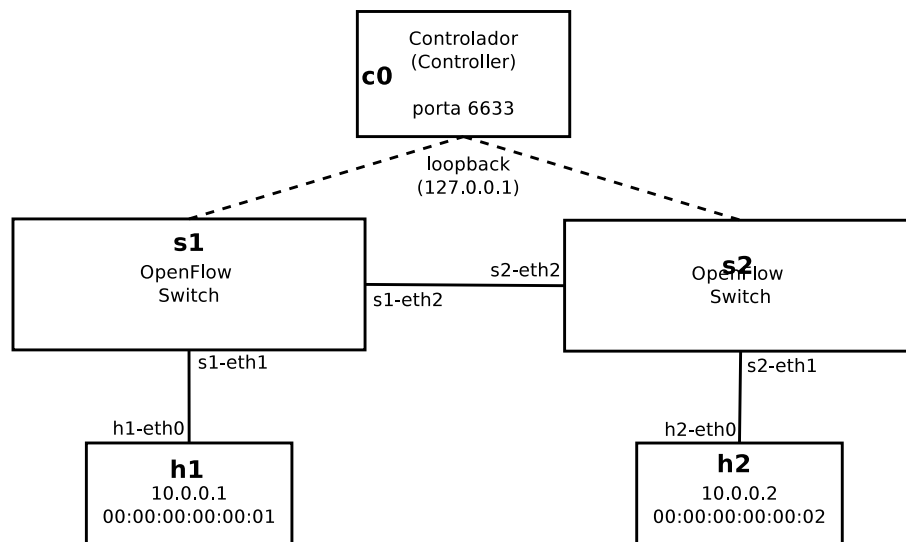 Controlador
(Controller)
c0
porta 6633
loopback
(127.0.0.1)
s1
OpenFlow
Switch
s2
OpenFlow
Switch
s2-eth2
s1-eth2
s1-eth1
s2-eth1
h1-eth0
h2-eth0
h1
10.0.0.1
00:00:00:00:00:01
h2
10.0.0.2
00:00:00:00:00:02